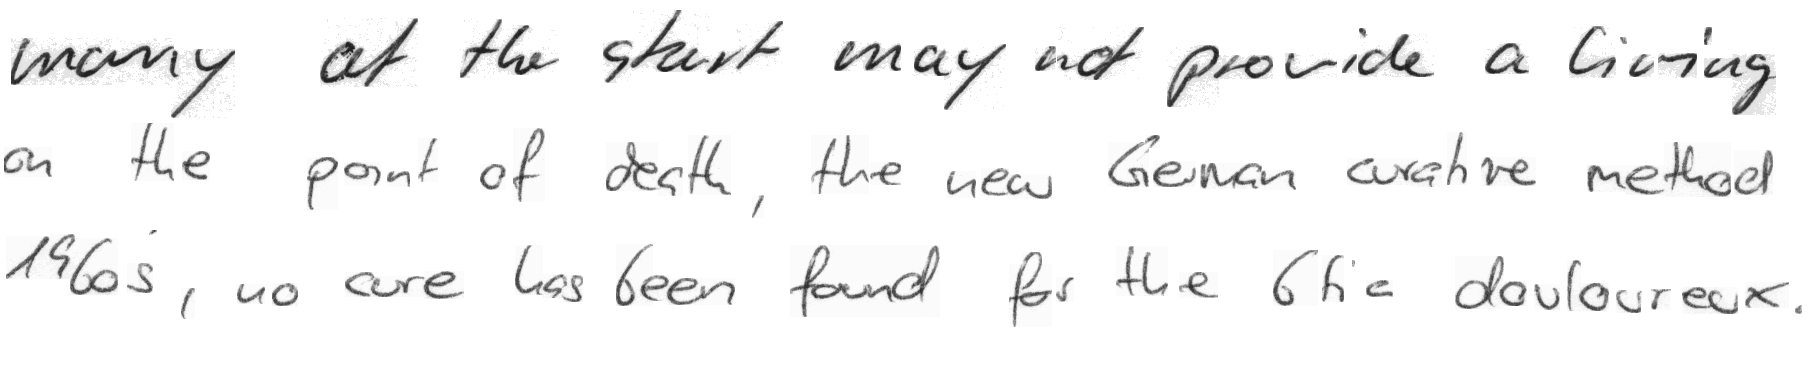 many at the start may not provide a living
on the point of death, the new German curative method
1960's, no cure has been found for the douloureux.